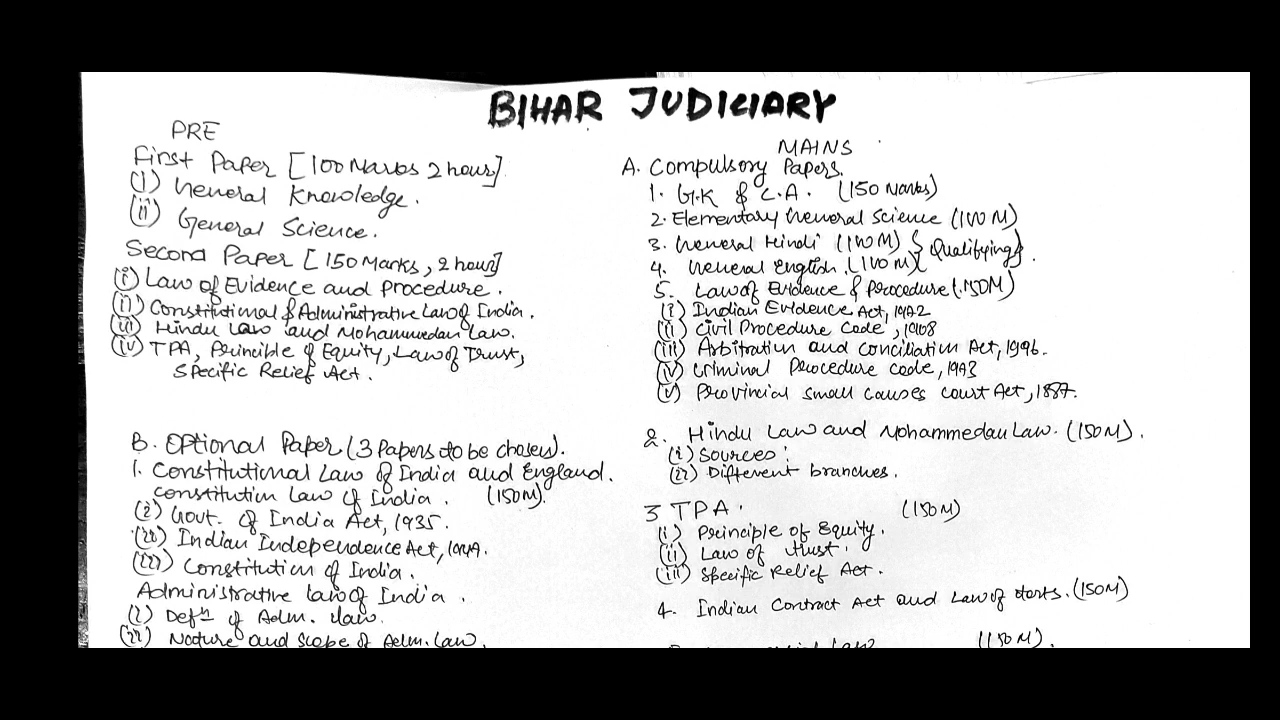 BIHAR JUDICIARY
PRE
First Paper [100 Marks 2 hours]
(i) General Knowledge.
(ii) General Science.
Second Paper [150 Marks, 2 hour]
(i) Law of Evidence and Procedure.
(ii) Constitutional & Administrative Law of India.
(iii) Hindu Law and Mohammedan Law.
(iv) TPA, Principle of Equity, Law of Trust,
Specific Relief Act.
MAINS
A. Compulsory Papers.
1. G.K & C.A. (150 Marks)
2. Elementary General Science (100 M)
3. General Hindi (100 M) } Qualifying}.
4. General English. (100 M)
5. Law of Evidence & Procedure (150M)
(i) Indian Evidence Act, 1972
(ii) Civil Procedure Code, 1908
(iii) Arbitration and Conciliation Act, 1996.
(iv) Criminal Procedure Code, 1973
(v) Provincial small causes court Act, 1887.
2. Hindu Law and Mohammedan Law. (150M).
(i) Sources
(ii) Different branches.
3 TPA. (150M)
(i) Principle of Equity.
(ii) Law of trust.
(iii) Specific Relief Act.
4. Indian Contract Act and Law of torts. (150M)
(150M).
B. Optional Paper (3 Papers to be chosen).
1. Constitutional Law of India and England.
Constitution Law of India. (150M).
(i) Govt. of India Act, 1935.
(ii) Indian Independence Act, 1947.
(iii) Constitution of India.
Administrative law of India.
(i) Defn of Adm. law.
(ii) Nature and scope of Adm. Law.